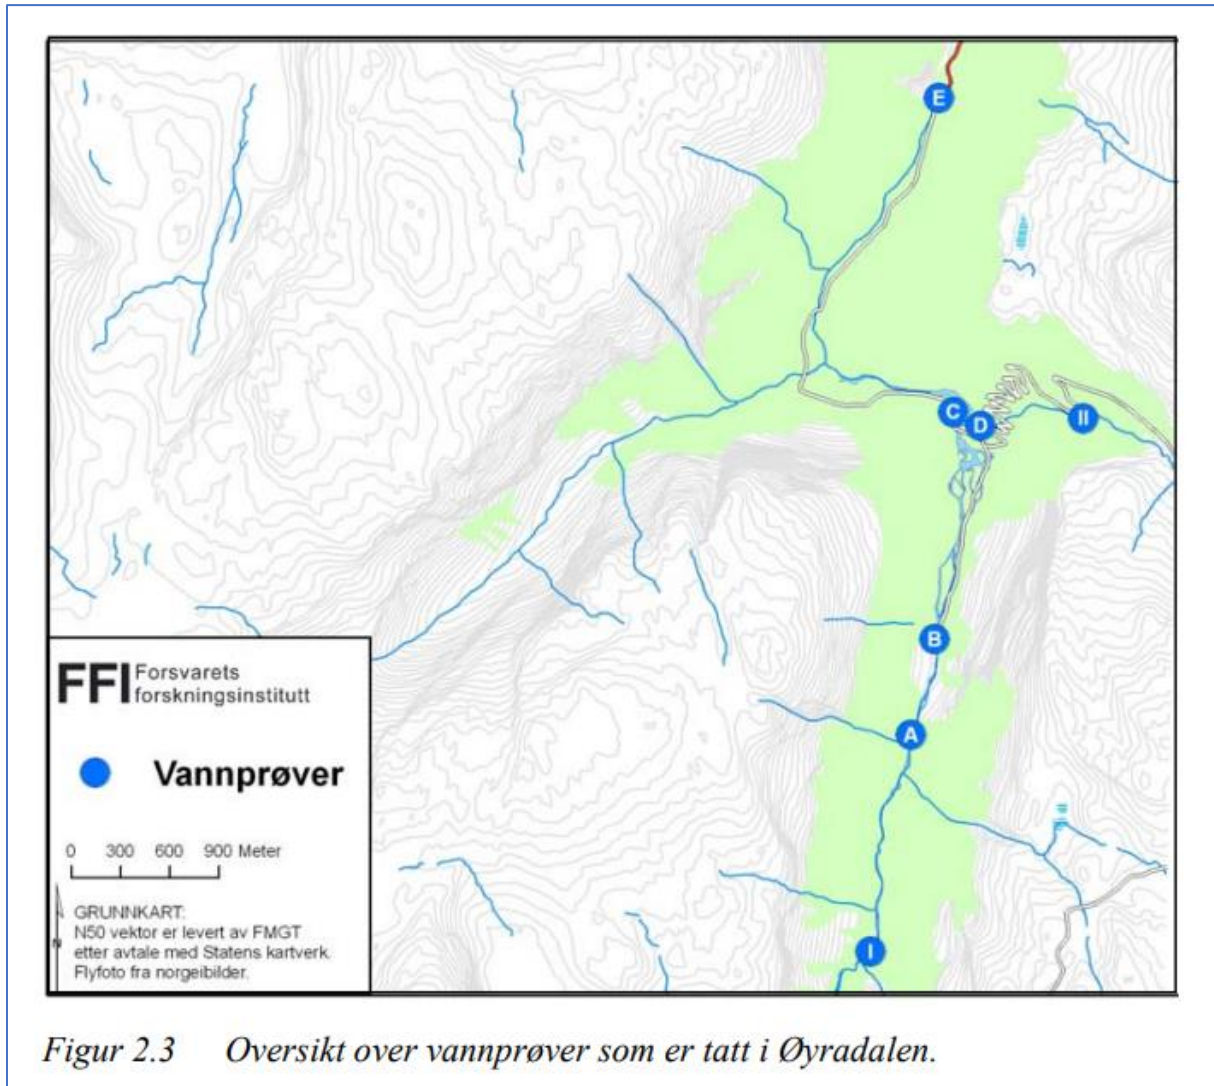 E
C
D
II
B
A
I
FFI Forsvarets
forskningsinstitutt
Vannprøver
0 300 600 900 Meter
GRUNNKART:
N50 vektor er levert av FMGT
etter avtale med Statens kartverk.
Flyfoto fra norgeibilder.
N
Figur 2.3 Oversikt over vannprøver som er tatt i Øyradalen.